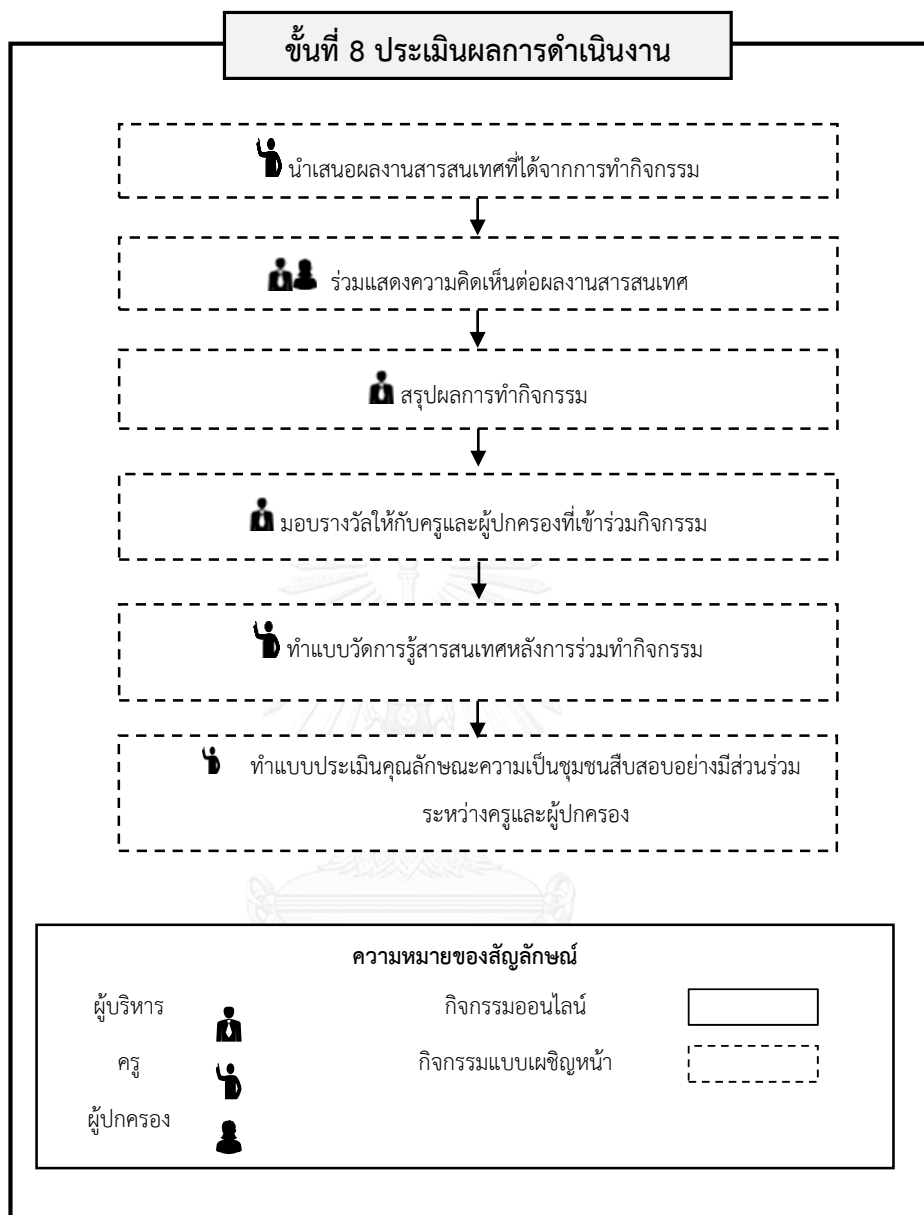 ขั้นที่ 8 ประเมินผลการดำเนินงาน
นำเสนอผลงานสารสนเทศที่ได้จากการทำกิจกรรม
ร่วมแสดงความคิดเห็นต่อผลงานสารสนเทศ
สรุปผลการทำกิจกรรม
มอบรางวัลให้กับครูและผู้ปกครองที่เข้าร่วมกิจกรรม
ทำแบบวัดการรู้สารสนเทศหลังการร่วมทำกิจกรรม
ทำแบบประเมินคุณลักษณะความเป็นชุมชนสืบสอบอย่างมีส่วนร่วม
ระหว่างครูและผู้ปกครอง
ความหมายของสัญลักษณ์
ผู้บริหาร กิจกรรมออนไลน์
ครู กิจกรรมแบบเผชิญหน้า
ผู้ปกครอง